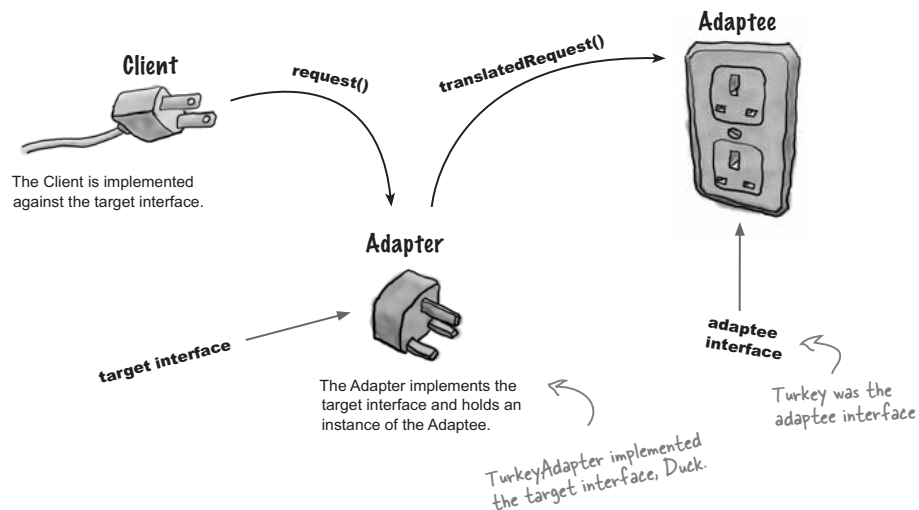 Client
request()
translatedRequest()
Adaptee
The Client is implemented
against the target interface.
Adapter
target interface
The Adapter implements the
target interface and holds an
instance of the Adaptee.
TurkeyAdapter implemented
the target interface, Duck.
adaptee
interface
Turkey was the
adaptee interface